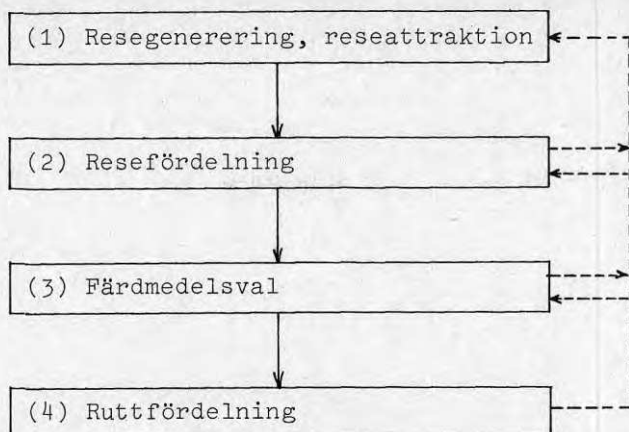 (1) Resegenerering, reseattraktion
(2) Resefördelning
(3) Färdmedelsval
(4) Ruttfördelning